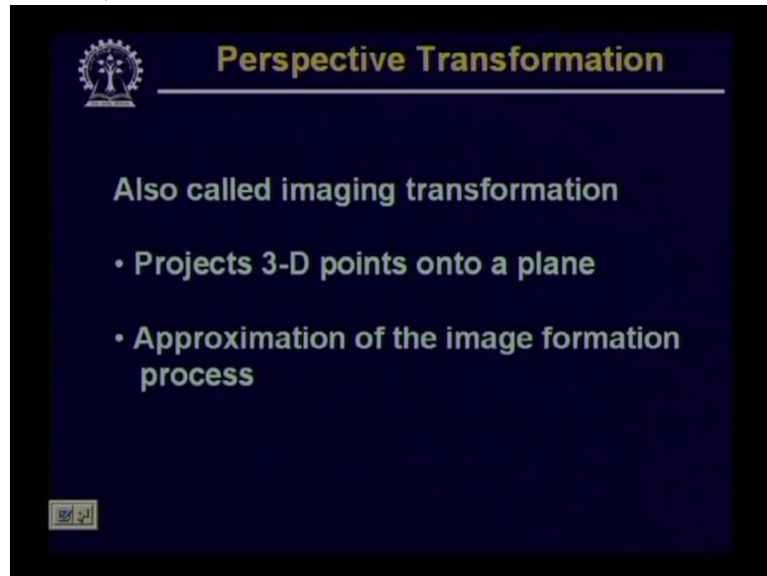 Perspective Transformation
Also called imaging transformation
• Projects 3-D points onto a plane
• Approximation of the image formation
process